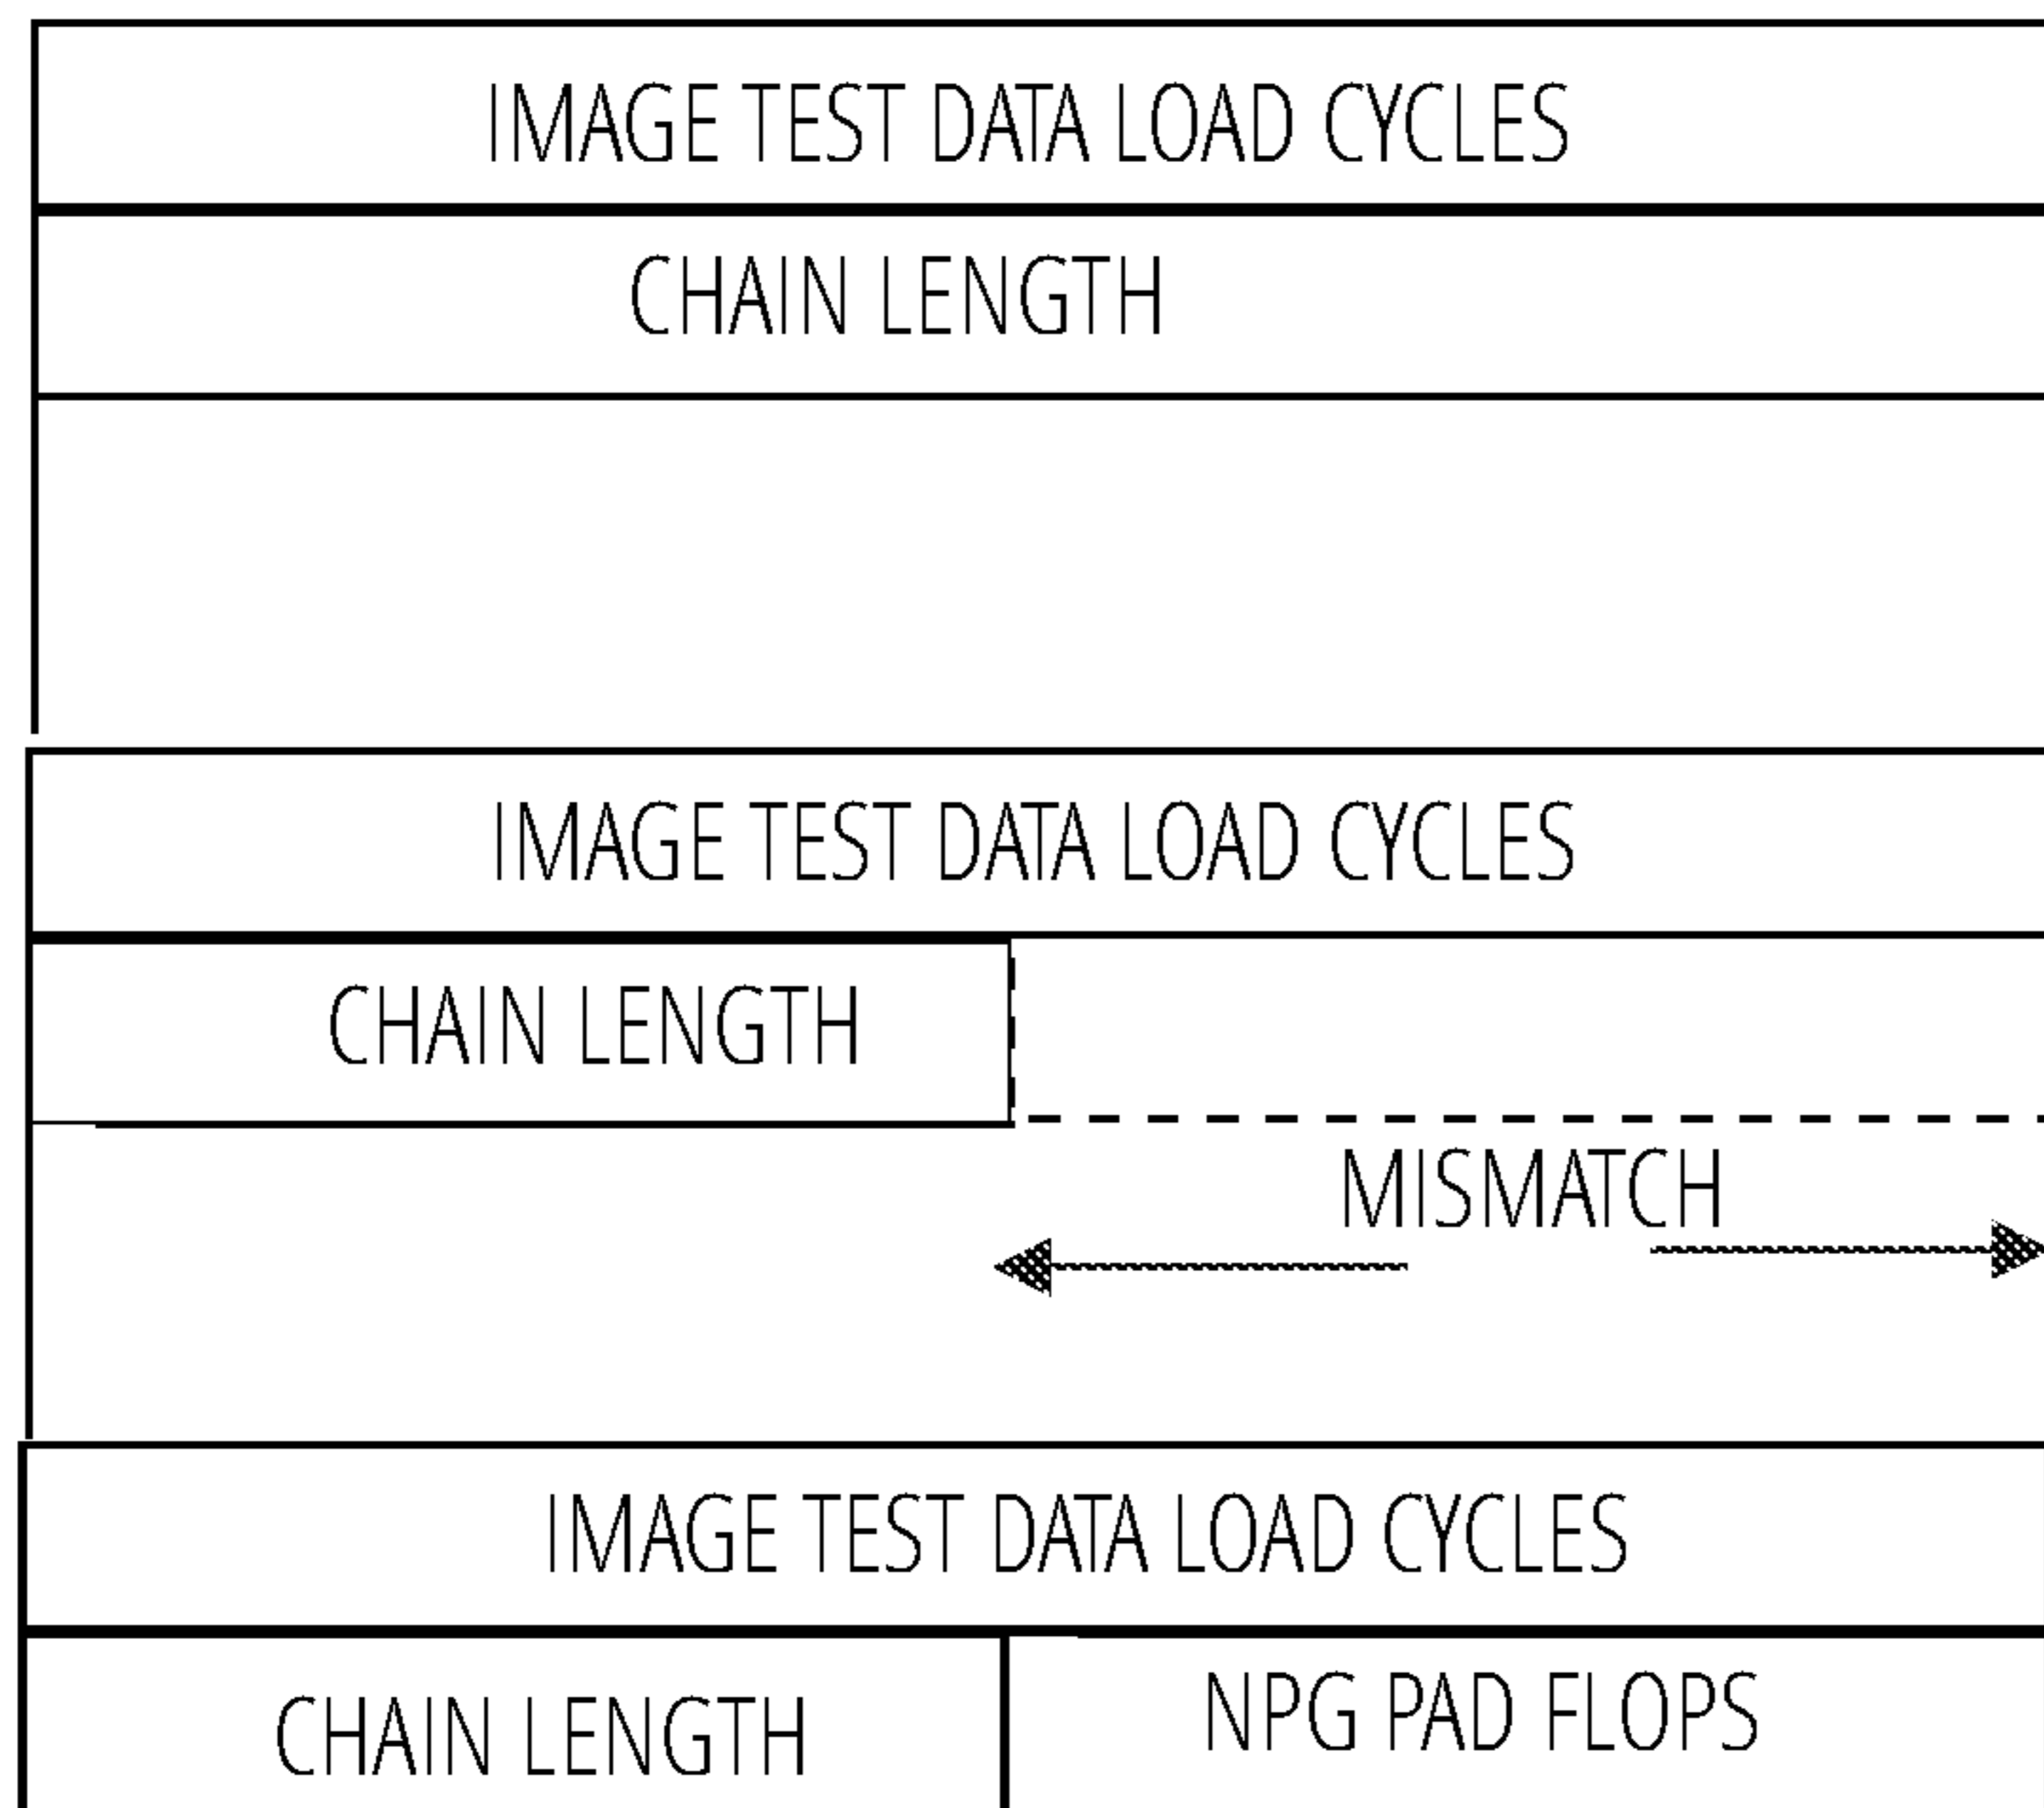 IMAGE TEST DATA LOAD CYCLES
CHAIN LENGTH
IMAGE TEST DATA LOAD CYCLES
CHAIN LENGTH
MISMATCH
IMAGE TEST DATA LOAD CYCLES
CHAIN LENGTH NPG PAD FLOPS